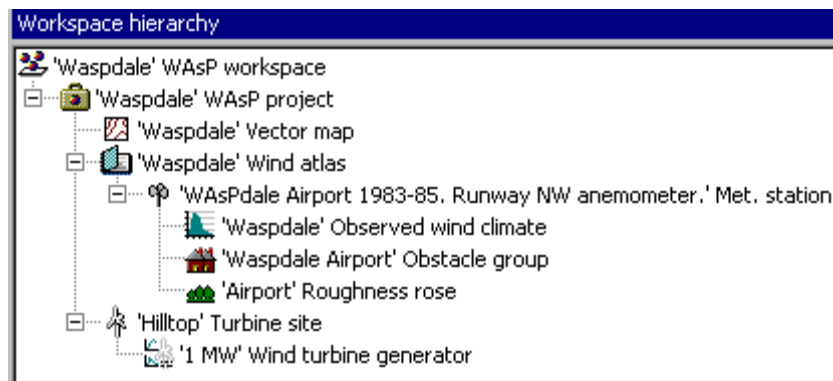 Workspace hierarchy
'Waspdale' WAsP workspace
'Waspdale' WAsP project
'Waspdale' Vector map
'Waspdale' Wind atlas
'WAsPdale Airport 1983-85. Runway NW anemometer.' Met. station
'Waspdale' Observed wind climate
'Waspdale Airport' Obstacle group
'Airport' Roughness rose
'Hilltop' Turbine site
'1 MW' Wind turbine generator